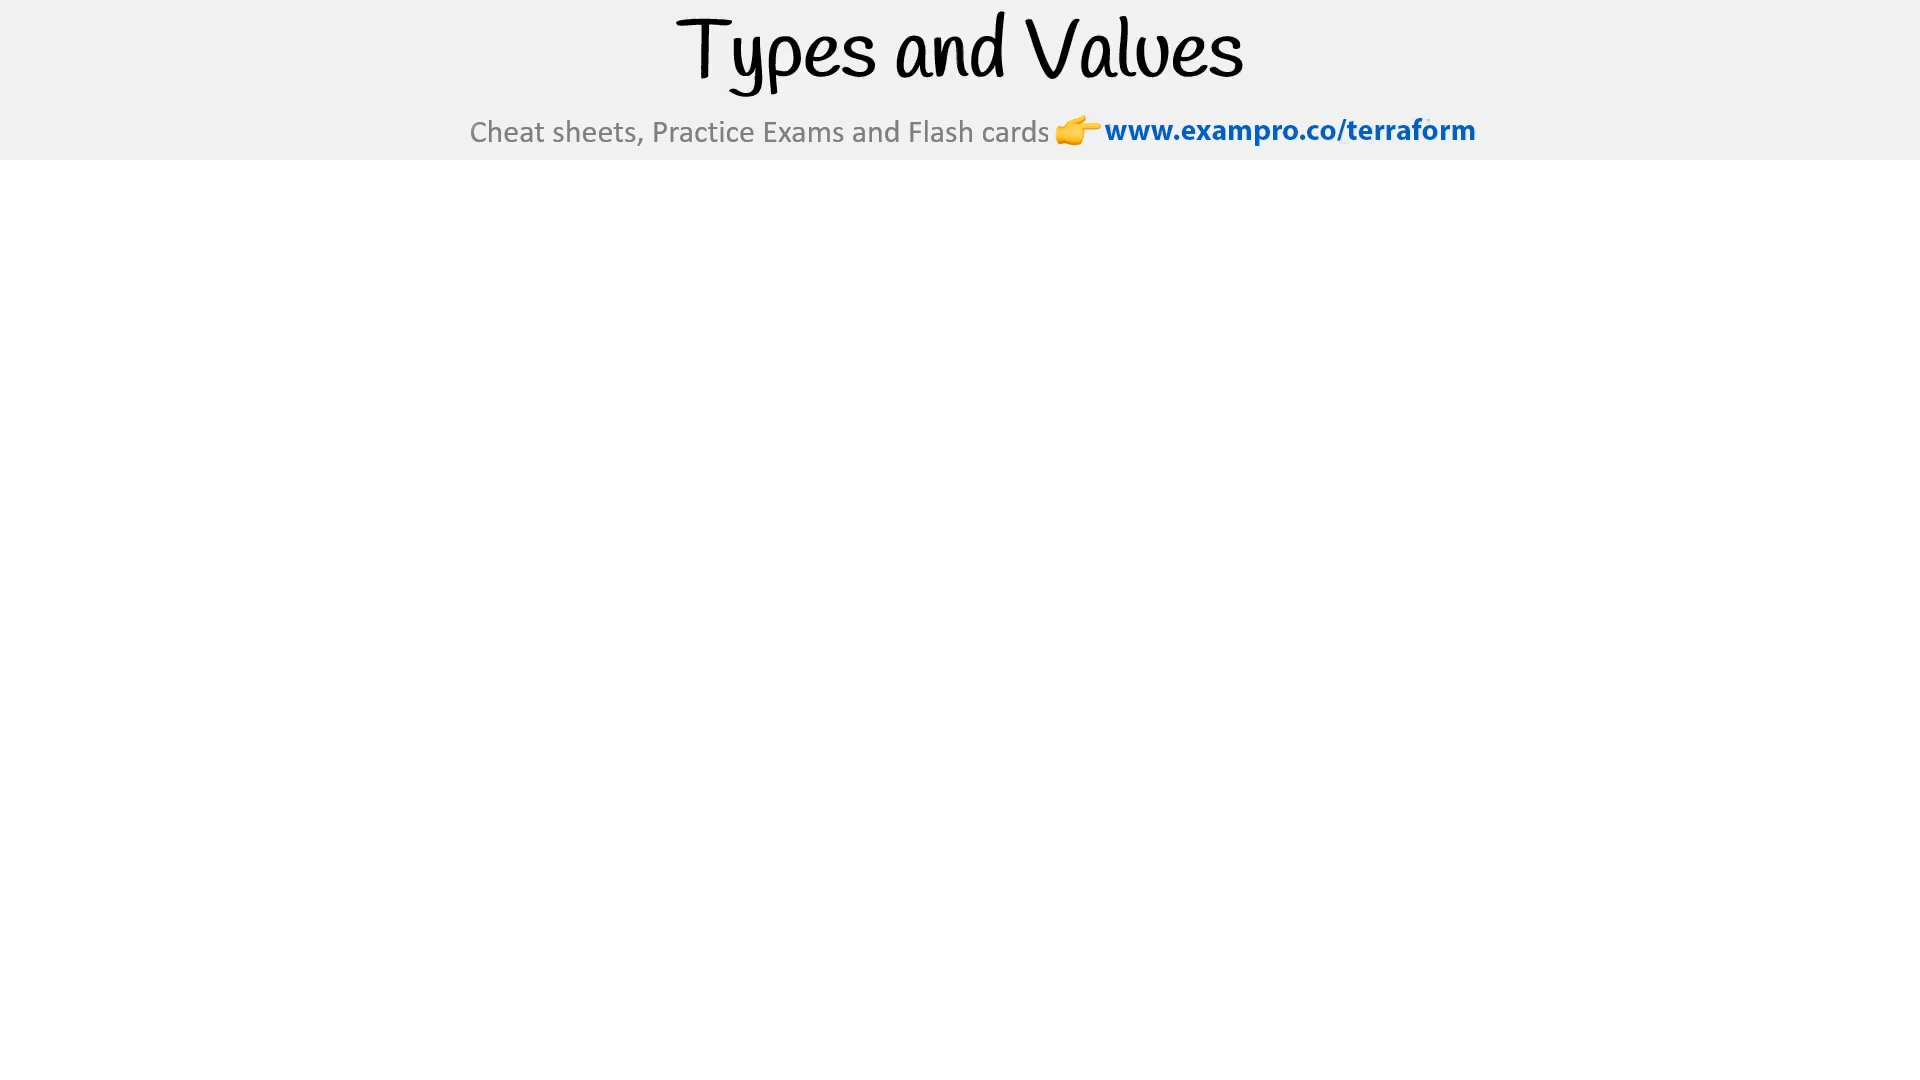 Types and Values
Cheat sheets, Practice Exams and Flash cards 👉 www.exampro.co/terraform